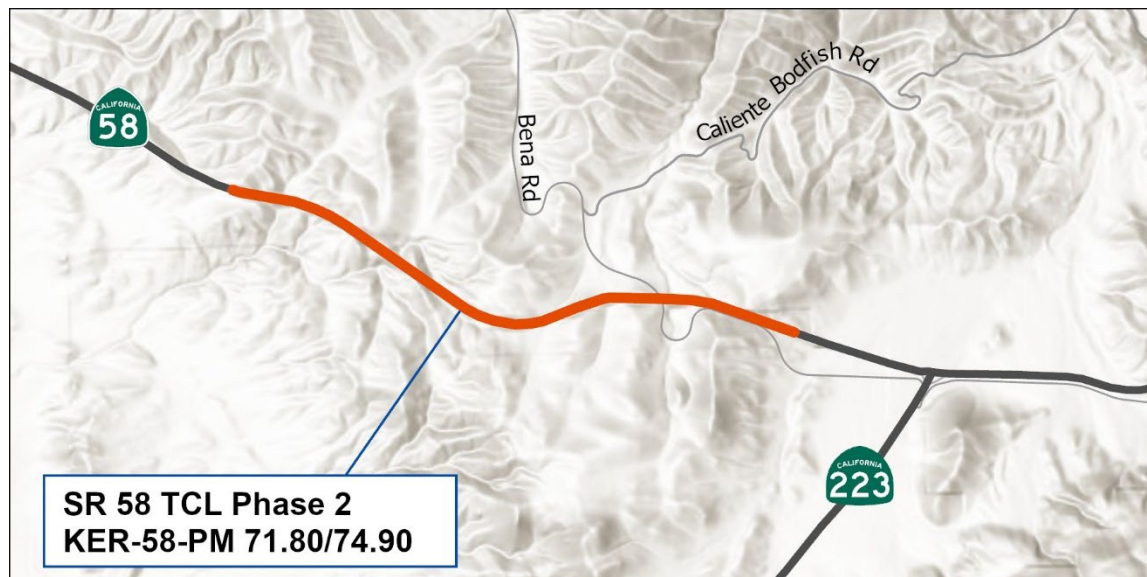 CALIFORNIA
58
Bena Rd
Caliente Bodfish Rd
CALIFORNIA
223
SR 58 TCL Phase 2
KER-58-PM 71.80/74.90